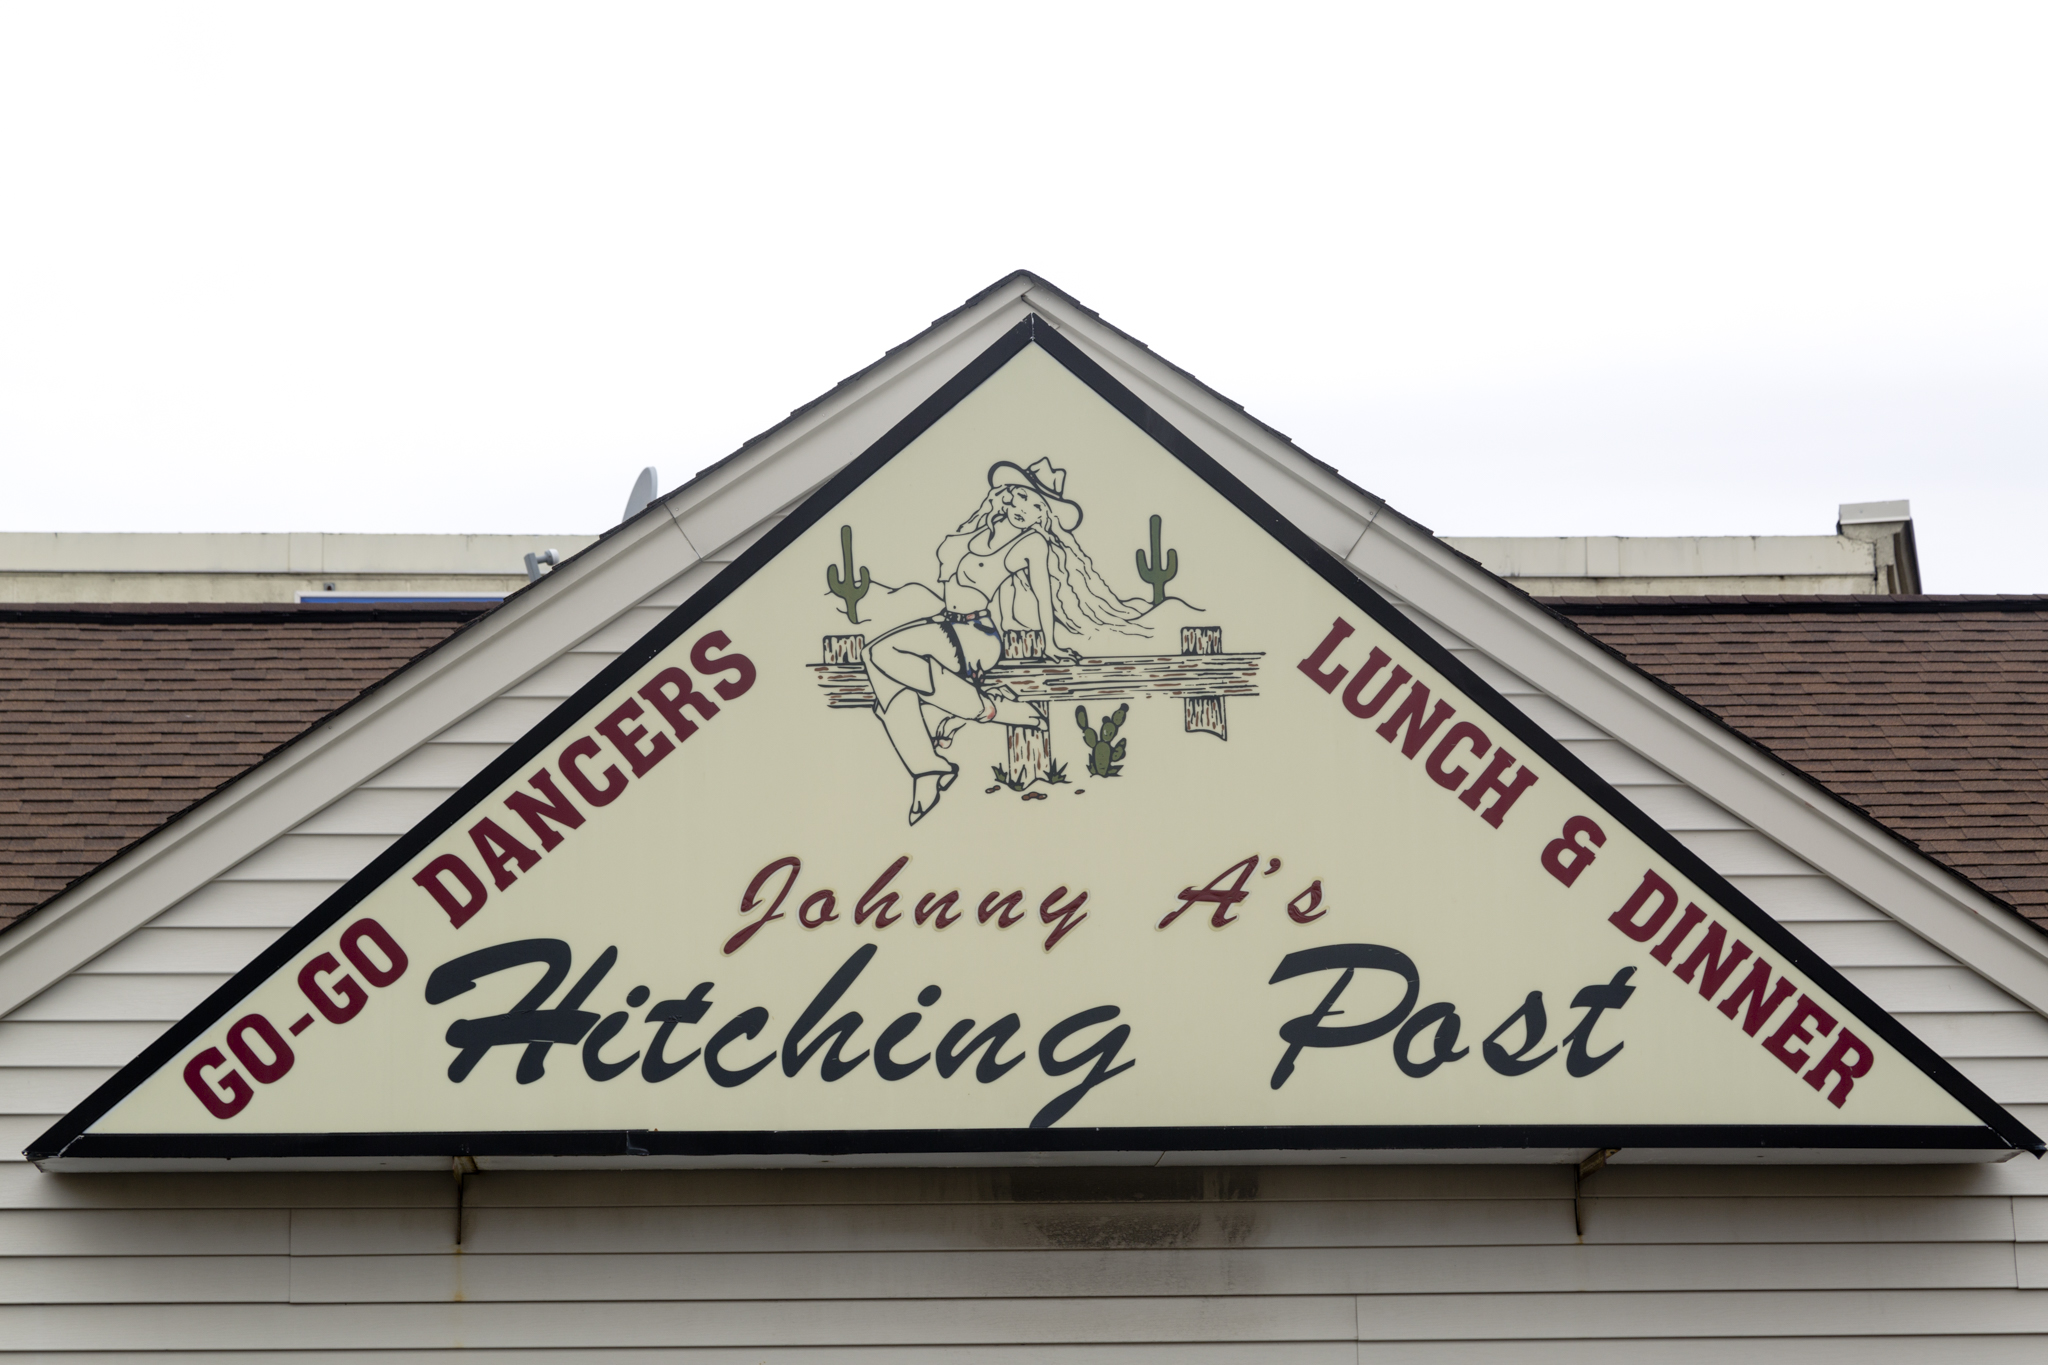 GO-GO DANCERS
LUNCH & DINNER
Johnny A's
Hitching Post